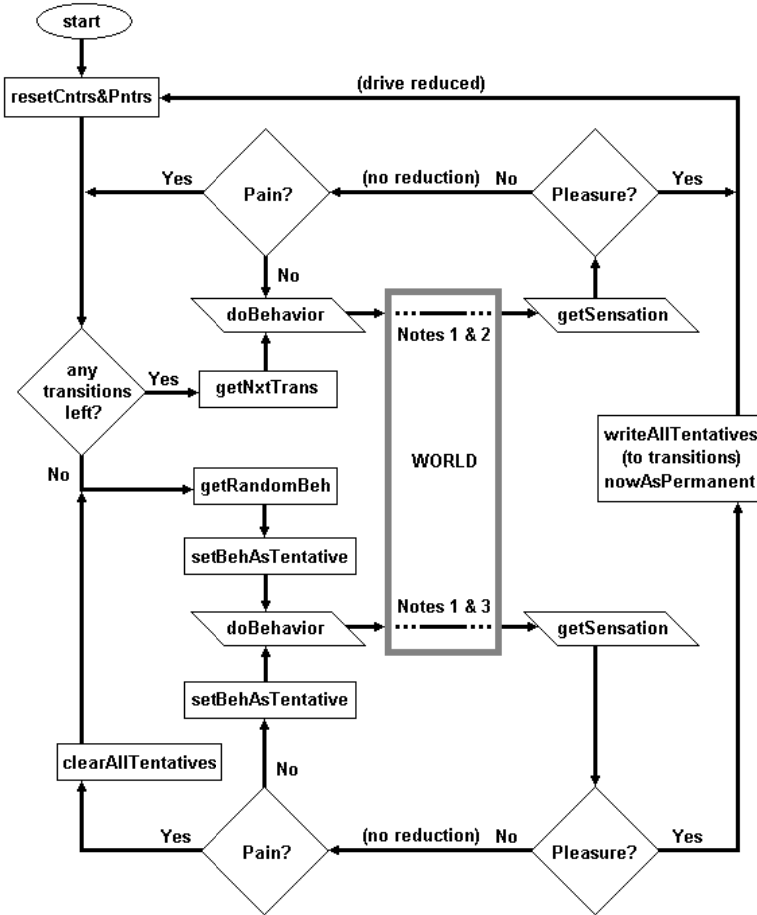 start
resetCntrs&Pntrs
(drive reduced)
Yes
Pain?
(no reduction)
No
Pleasure?
Yes
No
doBehavior
Notes 1 & 2
getSensation
any
transitions
left?
Yes
getNxtTrans
No
getRandomBeh
WORLD
writeAllTentatives
(to transitions)
nowAsPermanent
setBehAsTentative
doBehavior
Notes 1 & 3
getSensation
setBehAsTentative
clearAllTentatives
No
Yes
Pain?
(no reduction)
No
Pleasure?
Yes